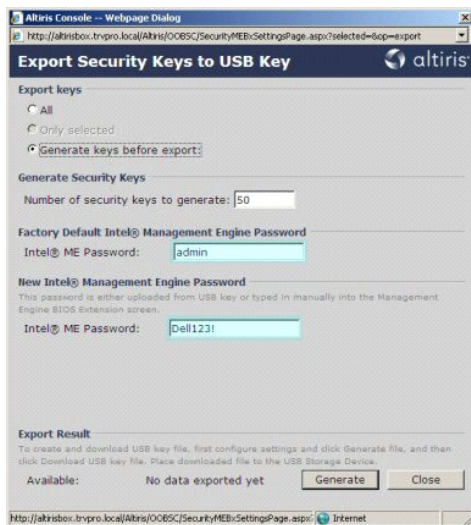 Altiris Console -- Webpage Dialog
http://altirisbox.trvpro.local/Altiris/OOBSC/SecurityMEBxSettingsPage.aspx?selected=&op=export
Export Security Keys to USB Key
altiris
Export keys
All
Only selected
Generate keys before export:
Generate Security Keys
Number of security keys to generate: 50
Factory Default Intel® Management Engine Password
Intel® ME Password: admin
New Intel® Management Engine Password
This password is either uploaded from USB key or typed in manually into the Management
Engine BIOS Extension screen.
Intel® ME Password: Dell123!
Export Result
To create and download USB key file, first configure settings and click Generate file, and then
click Download USB key file. Place downloaded file to the USB Storage Device.
Available: No data exported yet Generate Close
http://altirisbox.trvpro.local/Altiris/OOBSC/SecurityMEBxSettingsPage.aspx Internet